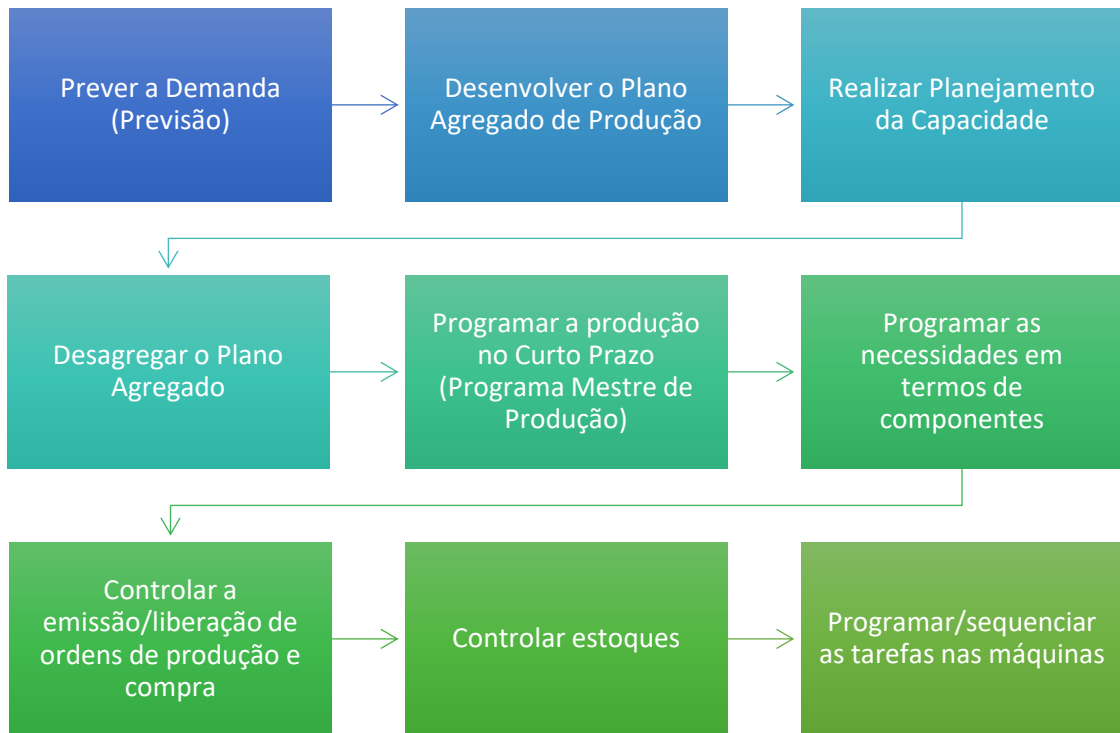 Prever a Demanda
(Previsão)
Desenvolver o Plano
Agregado de Produção
Realizar Planejamento
da Capacidade
Desagregar o Plano
Agregado
Programar a produção
no Curto Prazo
(Programa Mestre de
Produção)
Programar as
necessidades em
termos de
componentes
Controlar a
emissão/liberação de
ordens de produção e
compra
Controlar estoques
Programar/sequenciar
as tarefas nas máquinas